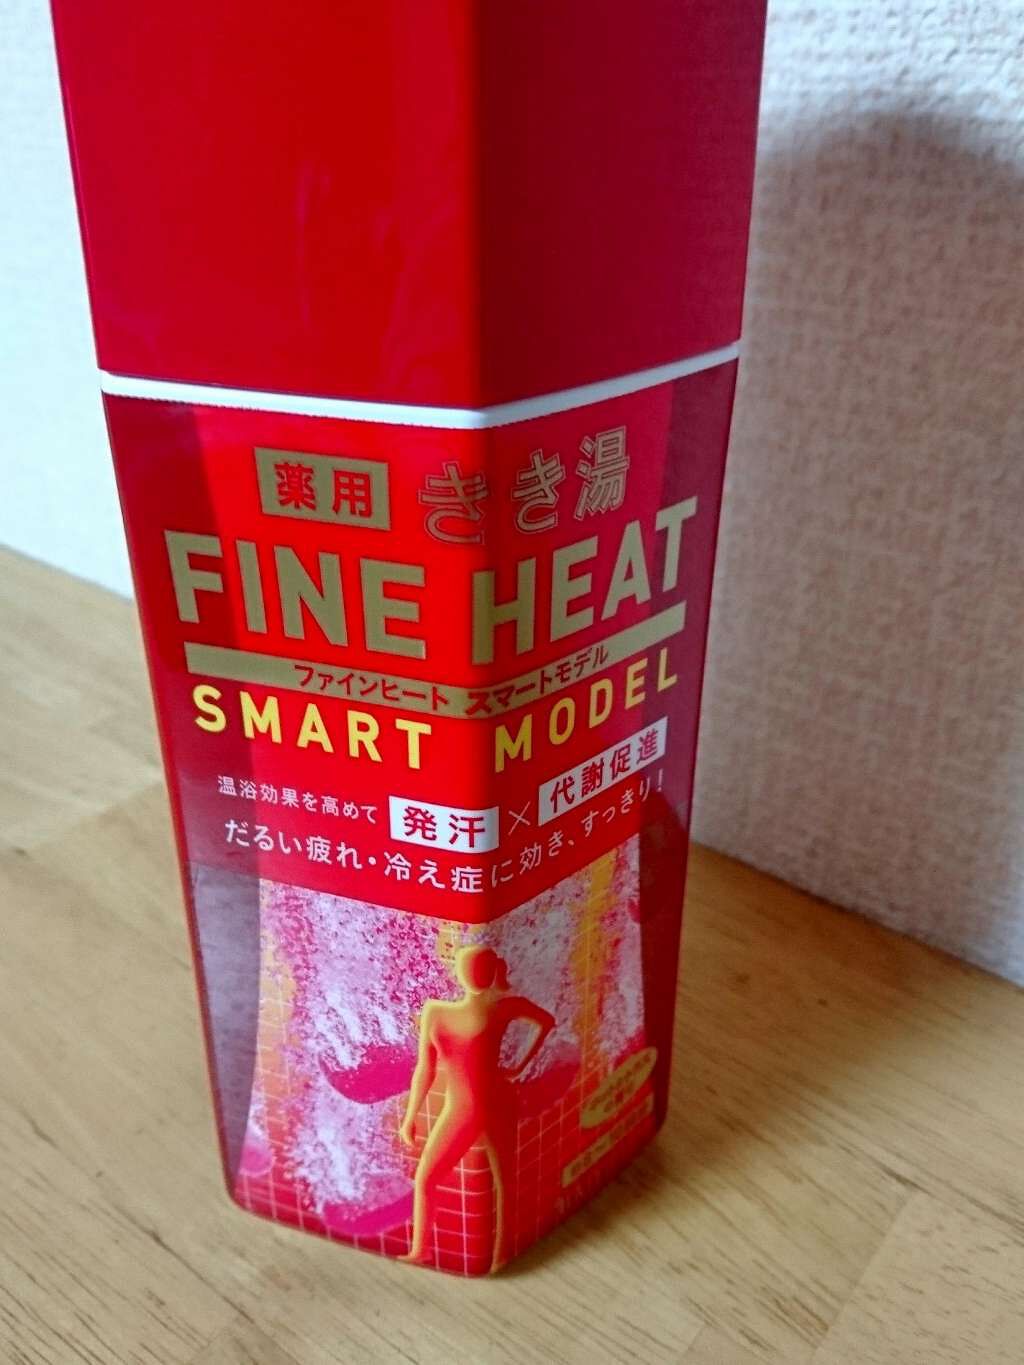 薬用 きき湯
FINE HEAT
ファインヒート スマートモデル
SMART MODEL
温浴効果を高めて 発汗×代謝促進
だるい疲れ・冷え症に効き、すっきり!